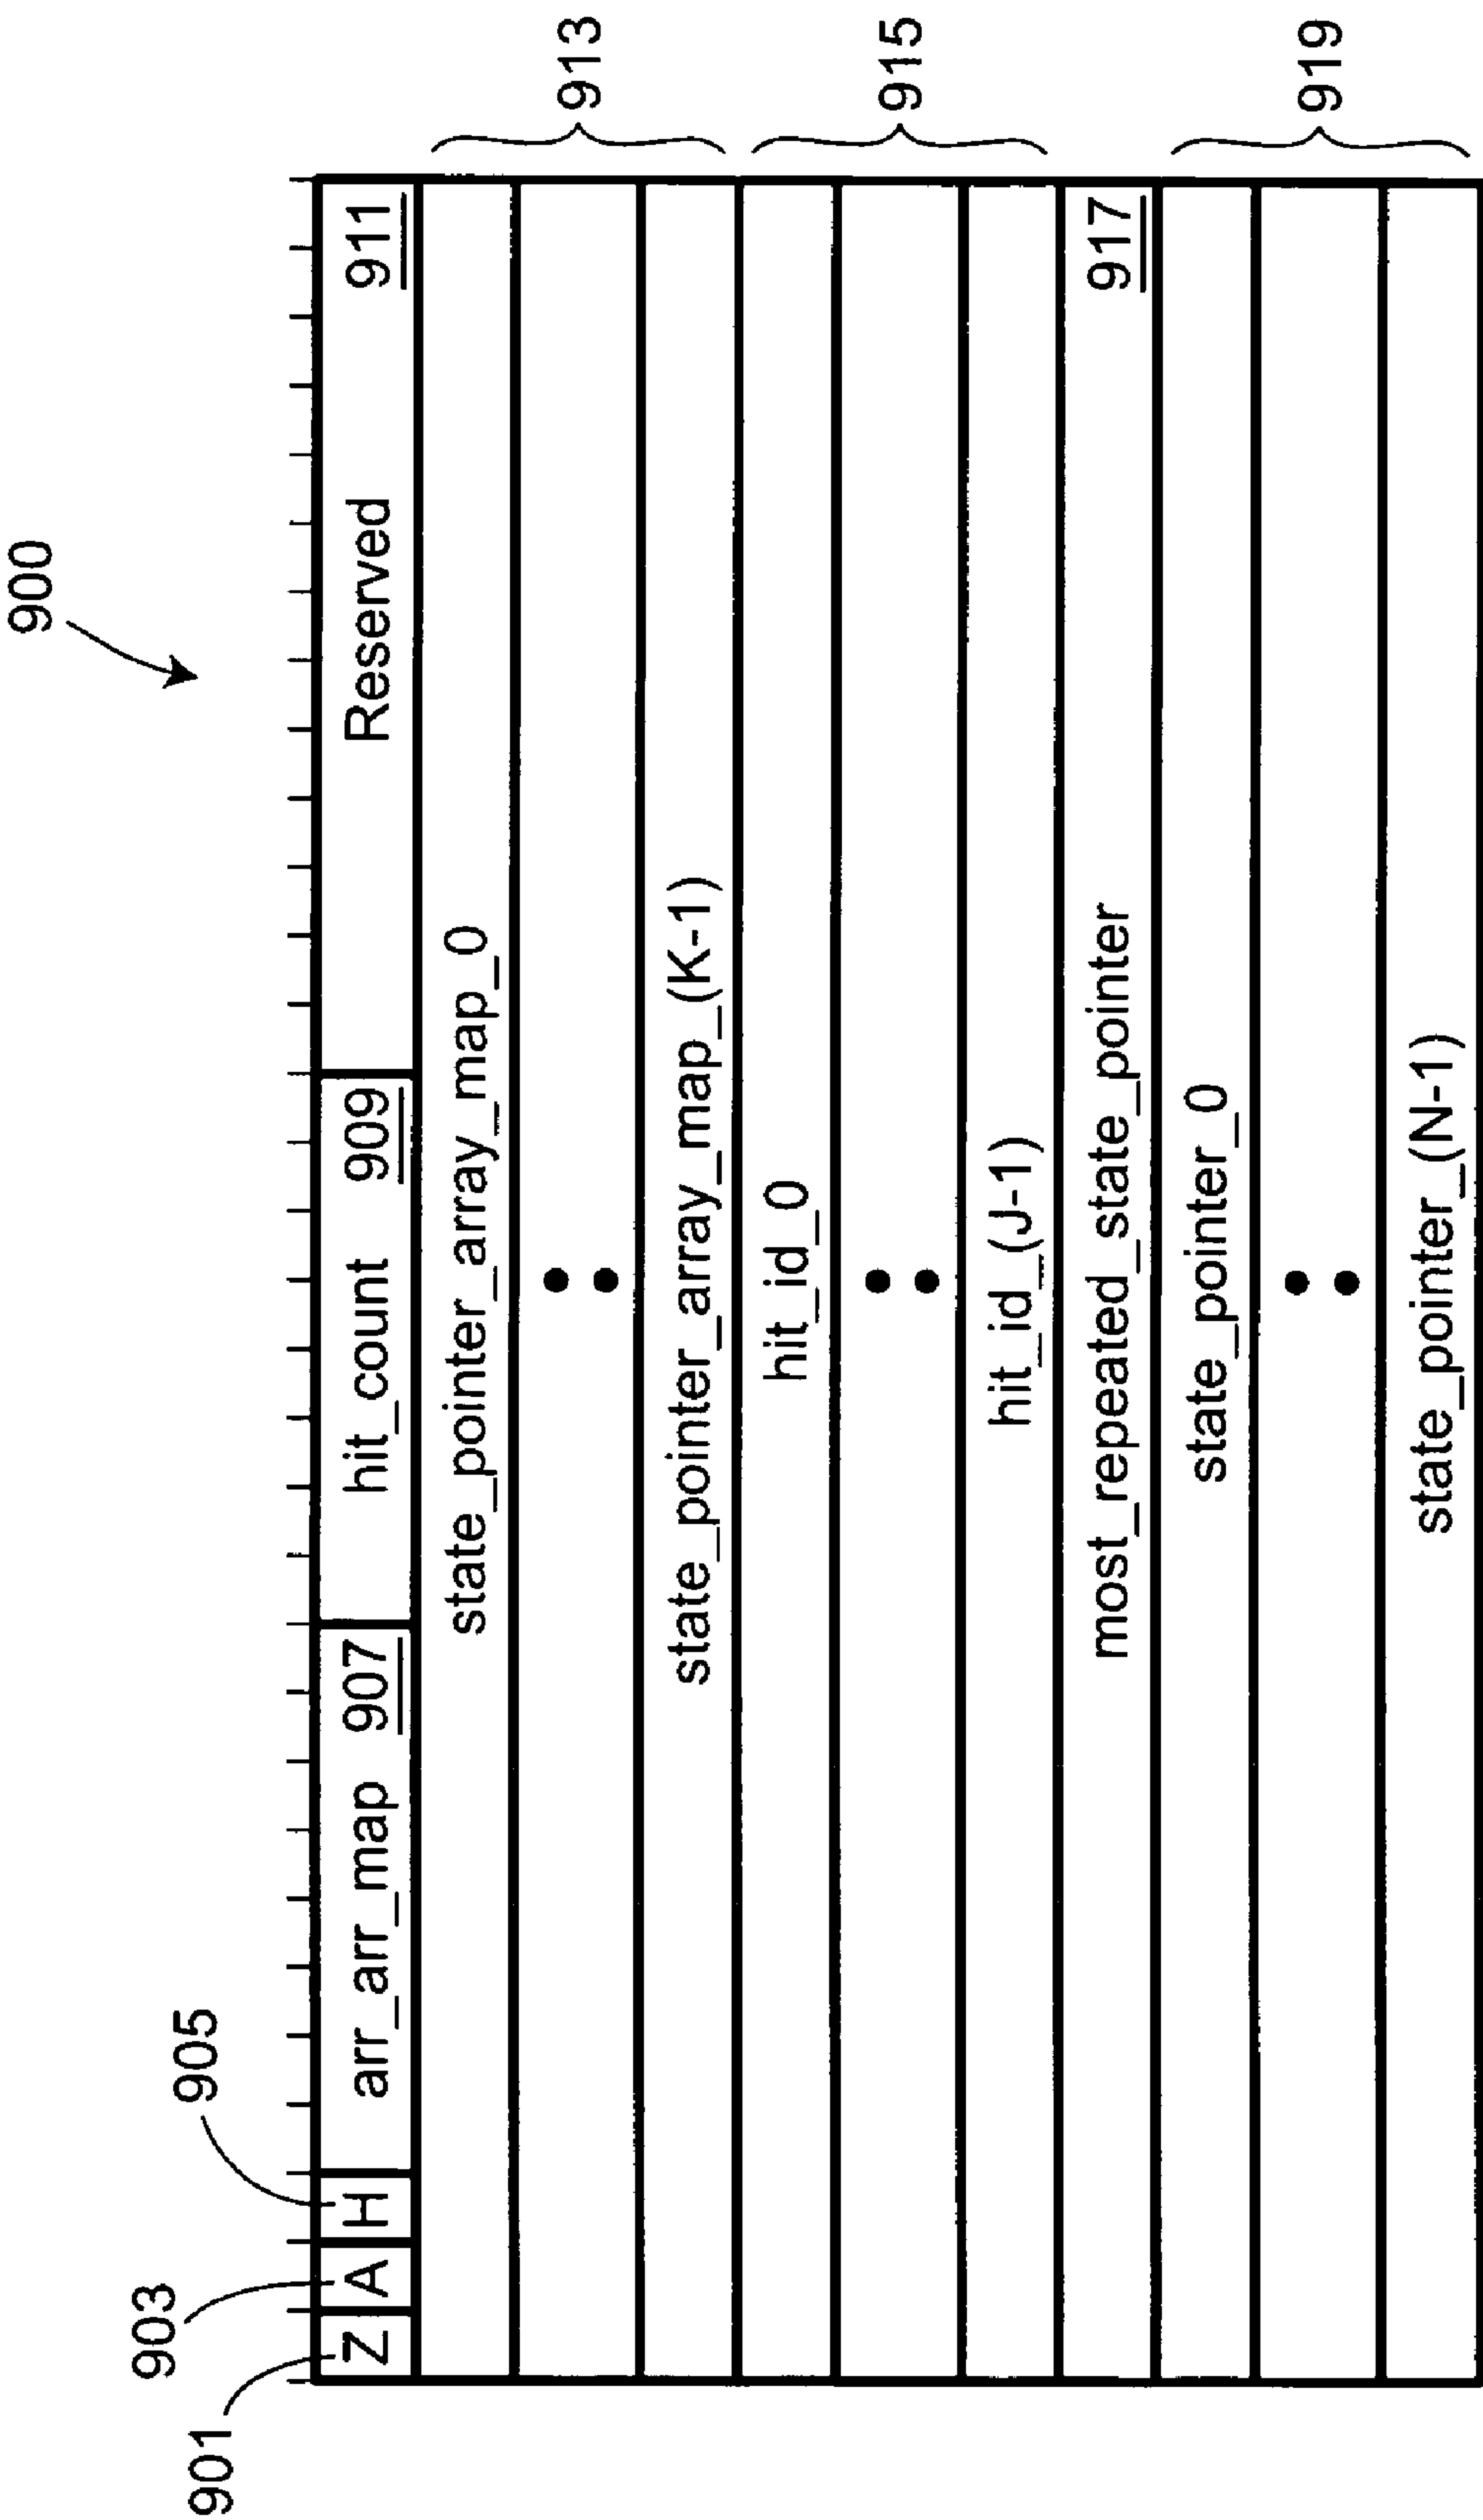 900
901
903
905
Z A H arr_arr_map 907 hit_count 909 Reserved 911
state_pointer_array_map_0
state_pointer_array_map_(K-1)
913
hit_id_0
hit_id_(J-1)
915
most_repeated_state_pointer 917
state_pointer_0
state_pointer_(N-1)
919